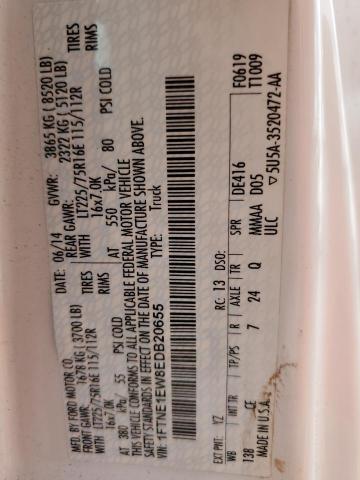 MFD. BY FORD MOTOR CO.
DATE: 06/14 GVWR: 3865 KG ( 8520 LB)
FRONT GAWR: 1678 KG (3700 LB) REAR GAWR: 2322 KG (5120 LB)
LT225/75R16E 115/112R WITH LT225/75R16E 115/112R TIRES
16x7.0K 16x7.0K RIMS
AT 380 kPa/ 55 PSI COLD AT 550 kPa/ 80 PSI COLD
THIS VEHICLE CONFORMS TO ALL APPLICABLE FEDERAL MOTOR VEHICLE
SAFETY STANDARDS IN EFFECT ON THE DATE OF MANUFACTURE SHOWN ABOVE.
VIN: 1FTNE1EW8EDB20655 TYPE: Truck
F0619
T1009
EXT PNT: YZ RC: 13 DSO:
WB INT TR TP/PS R AXLE TR SPR DE416
138 CE 7 24 Q MMAA D05
MADE IN U.S.A. ULC
▽5U5A-3520472-AA